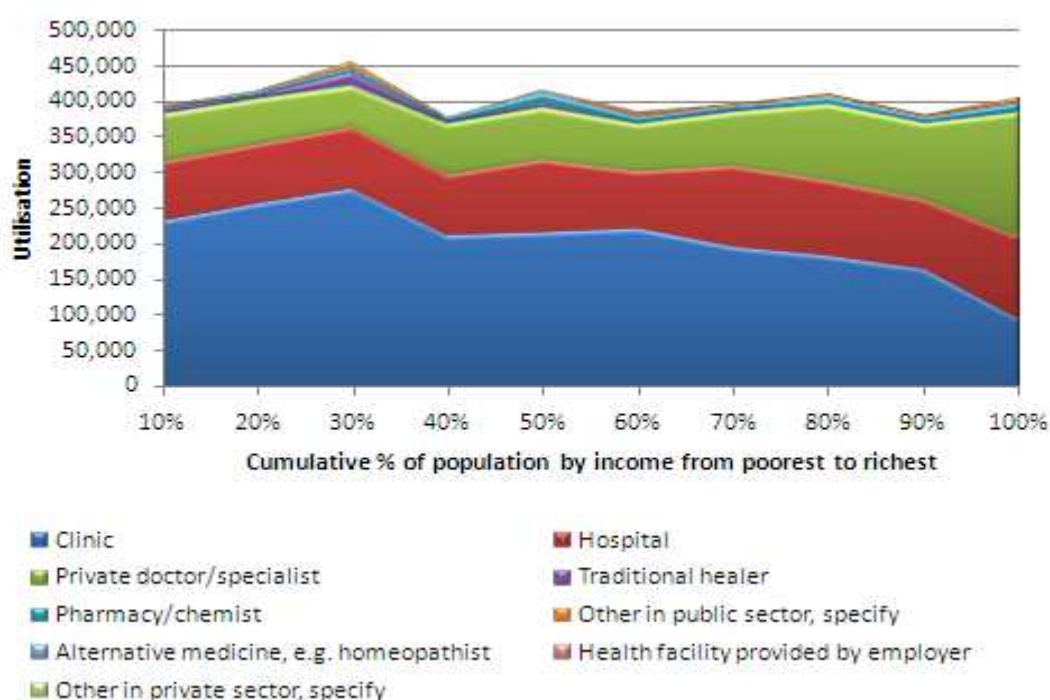 500,000
450,000
400,000
350,000
300,000
250,000
200,000
150,000
100,000
50,000
0
Utilisation
10% 20% 30% 40% 50% 60% 70% 80% 90% 100%
Cumulative % of population by income from poorest to richest
Clinic
Hospital
Private doctor/specialist
Traditional healer
Pharmacy/chemist
Other in public sector, specify
Alternative medicine, e.g. homeopathist
Health facility provided by employer
Other in private sector, specify